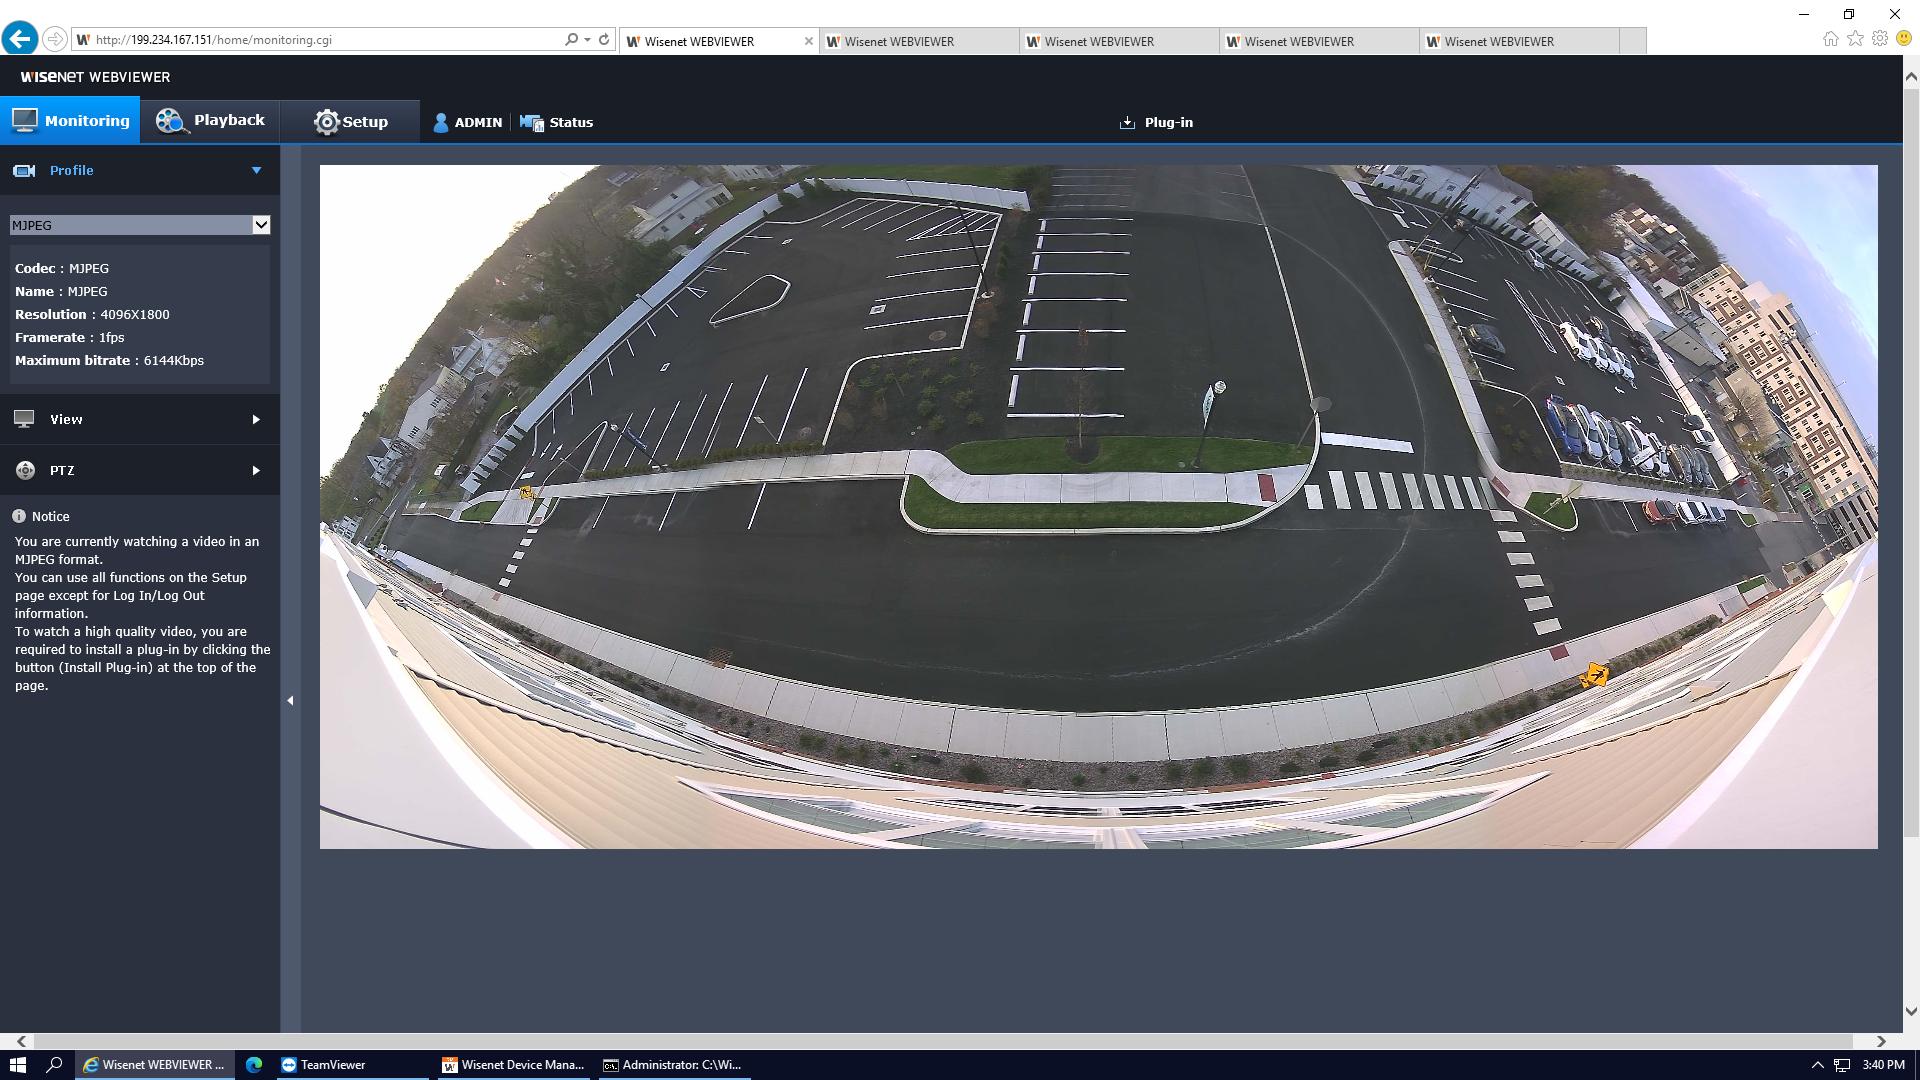 http://199.234.167.151/home/monitoring.cgi
Wisenet WEBVIEWER
Wisenet WEBVIEWER
Wisenet WEBVIEWER
Wisenet WEBVIEWER
Wisenet WEBVIEWER
WISENET WEBVIEWER
Monitoring
Playback
Setup
ADMIN
Status
Plug-in
Profile
MJPEG
Codec : MJPEG
Name : MJPEG
Resolution : 4096X1800
Framerate : 1fps
Maximum bitrate : 6144Kbps
View
PTZ
Notice
You are currently watching a video in an
MJPEG format.
You can use all functions on the Setup
page except for Log In/Log Out
information.
To watch a high quality video, you are
required to install a plug-in by clicking the
button (Install Plug-in) at the top of the
page.
Wisenet WEBVIEWER ...
TeamViewer
Wisenet Device Mana...
Administrator: C:\Wi...
3:40 PM